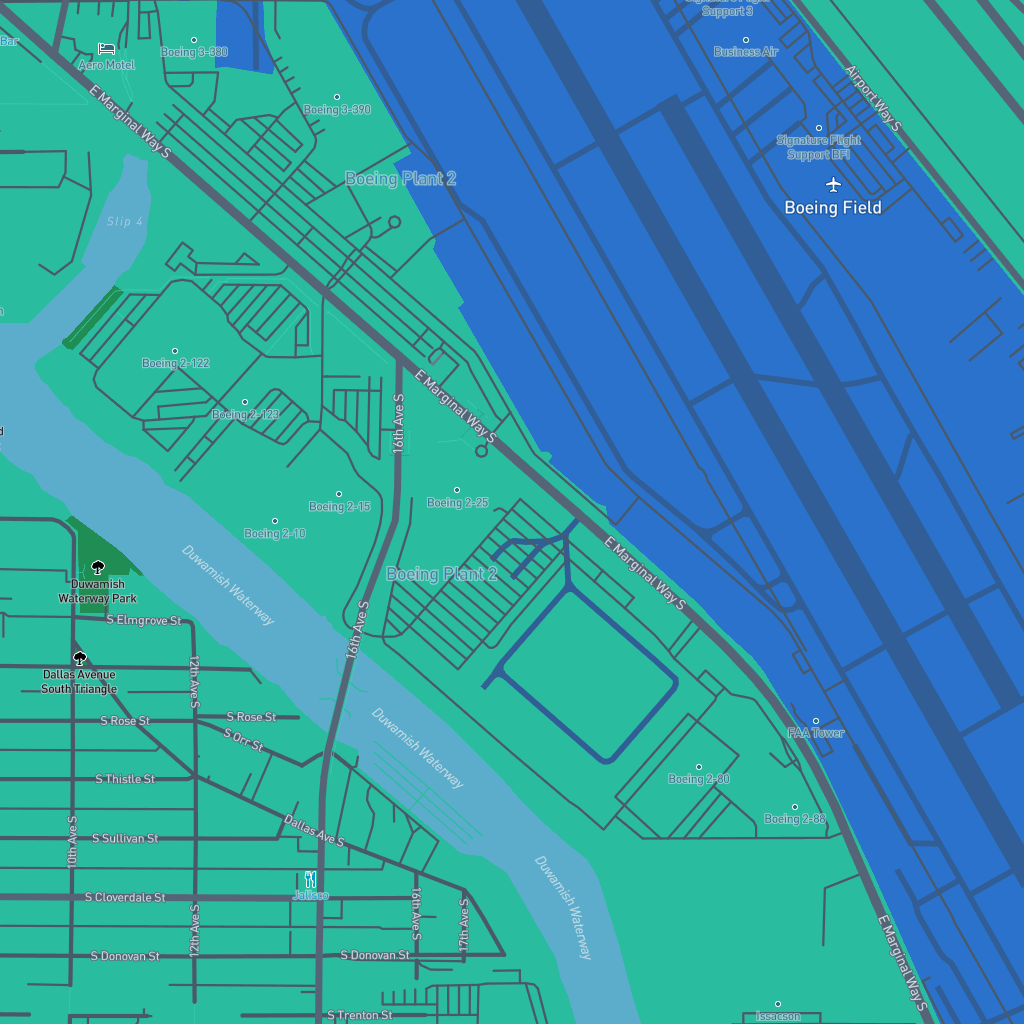 Signature Flight
Support 3
Bar
Boeing 3-380
Business Air
Aero Motel
E Marginal Way S
Boeing 3-390
Airport Way S
Signature Flight
Support BFI
Boeing Plant 2
Boeing Field
Slip 4
Boeing 2-122
E Marginal Way S
16th Ave S
Boeing 2-123
Boeing 2-15
Boeing 2-25
Boeing 2-10
Duwamish Waterway
E Marginal Way S
Boeing Plant 2
Duwamish
Waterway Park
S Elmgrove St
16th Ave S
Dallas Avenue
South Triangle
12th Ave S
S Rose St
S Rose St
S Orr St
Duwamish Waterway
FAA Tower
S Thistle St
Boeing 2-80
Boeing 2-88
10th Ave S
S Sullivan St
Dallas Ave S
Jalisco
S Cloverdale St
Duwamish Waterway
12th Ave S
16th Ave S
17th Ave S
S Donovan St
S Donovan St
E Marginal Way S
S Trenton St
Issacson